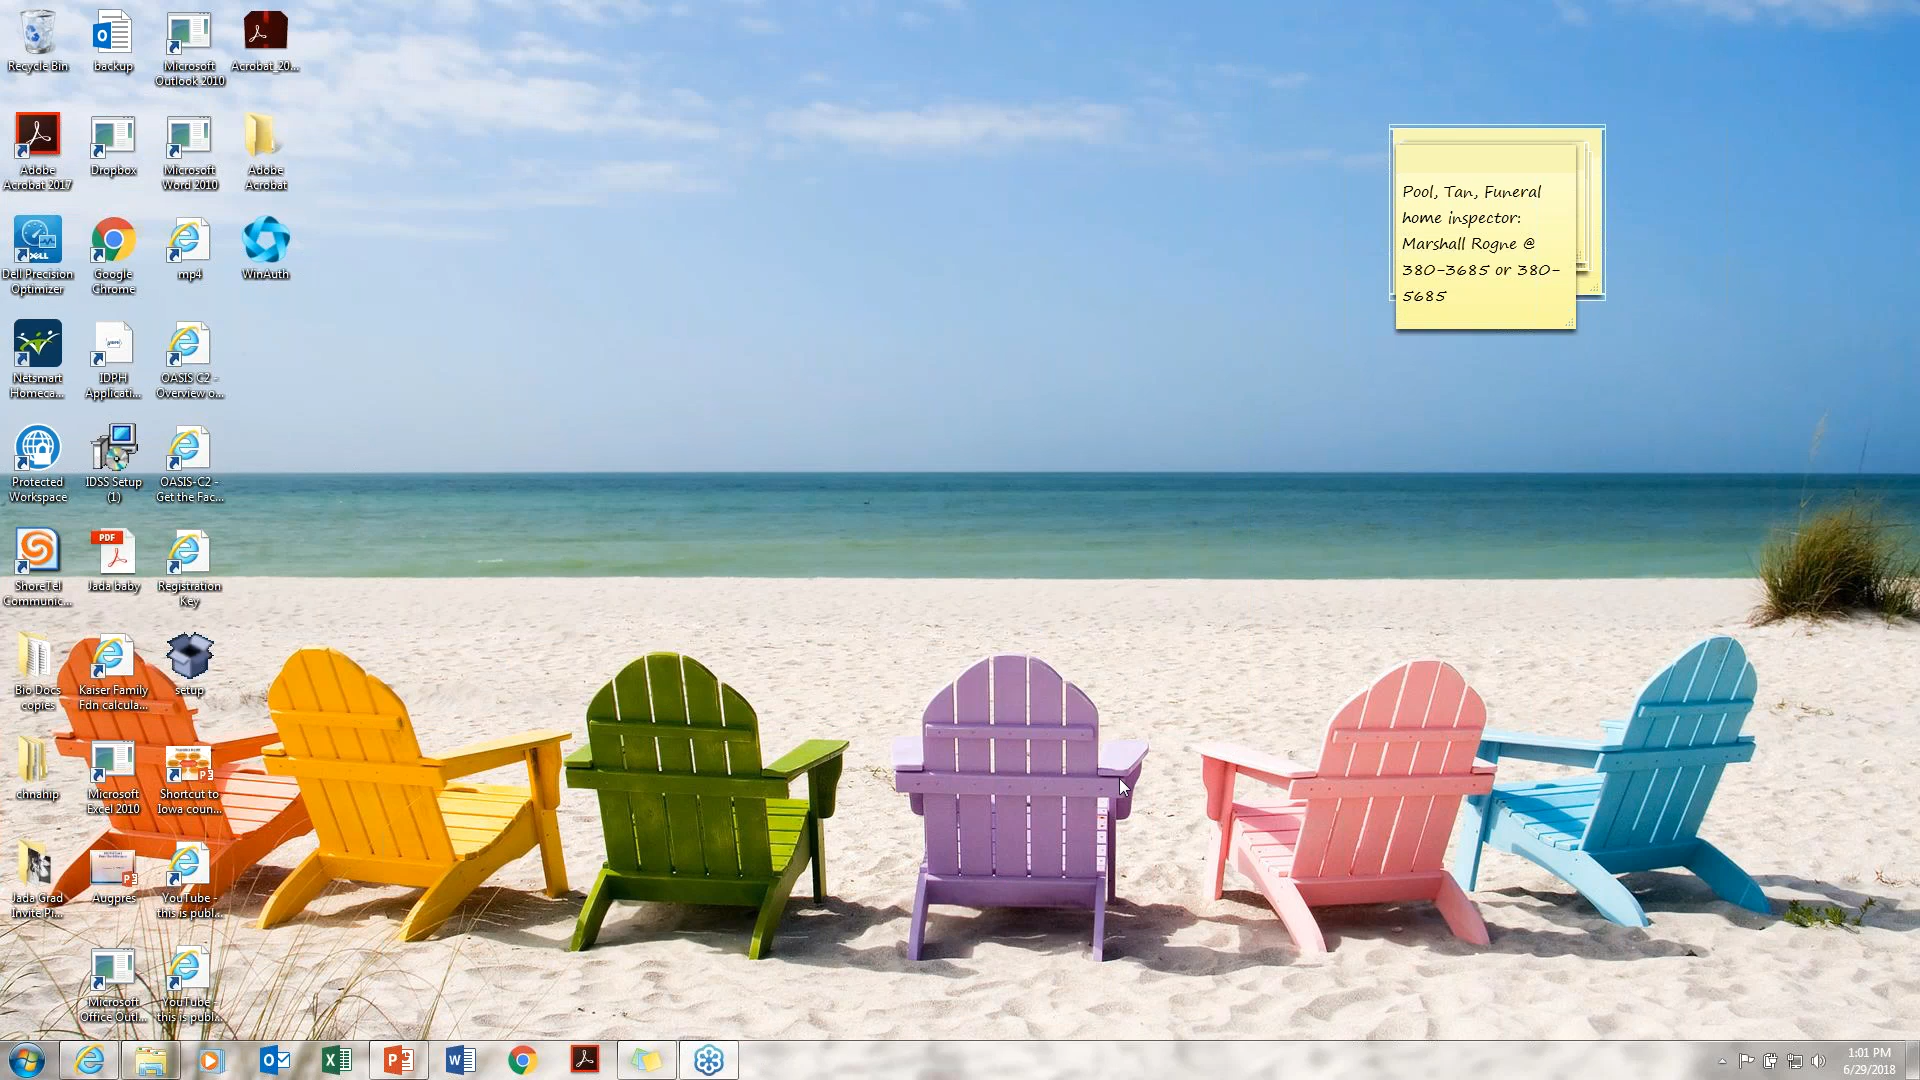 Recycle Bin
backup
Microsoft
Outlook 2010
Acrobat_20...
Adobe
Acrobat 2017
Dropbox
Microsoft
Word 2010
Adobe
Acrobat
Dell Precision
Optimizer
Google
Chrome
mp4
WinAuth
Netsmart
Homeca...
IDPH
Applicati...
OASIS C2 -
Overview o...
Protected
Workspace
IDSS Setup
(1)
OASIS-C2 -
Get the Fac...
ShoreTel
Communic...
PDF
Jada baby
Registration
Key
Bio Docs
copies
Kaiser Family
Fdn calcula...
setup
chnahip
Microsoft
Excel 2010
Shortcut to
Iowa coun...
Jada Grad
Invite Pi...
Augpres
YouTube -
this is publ...
Microsoft
Office Outl...
YouTube -
this is publ...
Pool, Tan, Funeral
home inspector:
Marshall Rogne @
380-3685 or 380-
5685
1:01 PM
6/29/2018